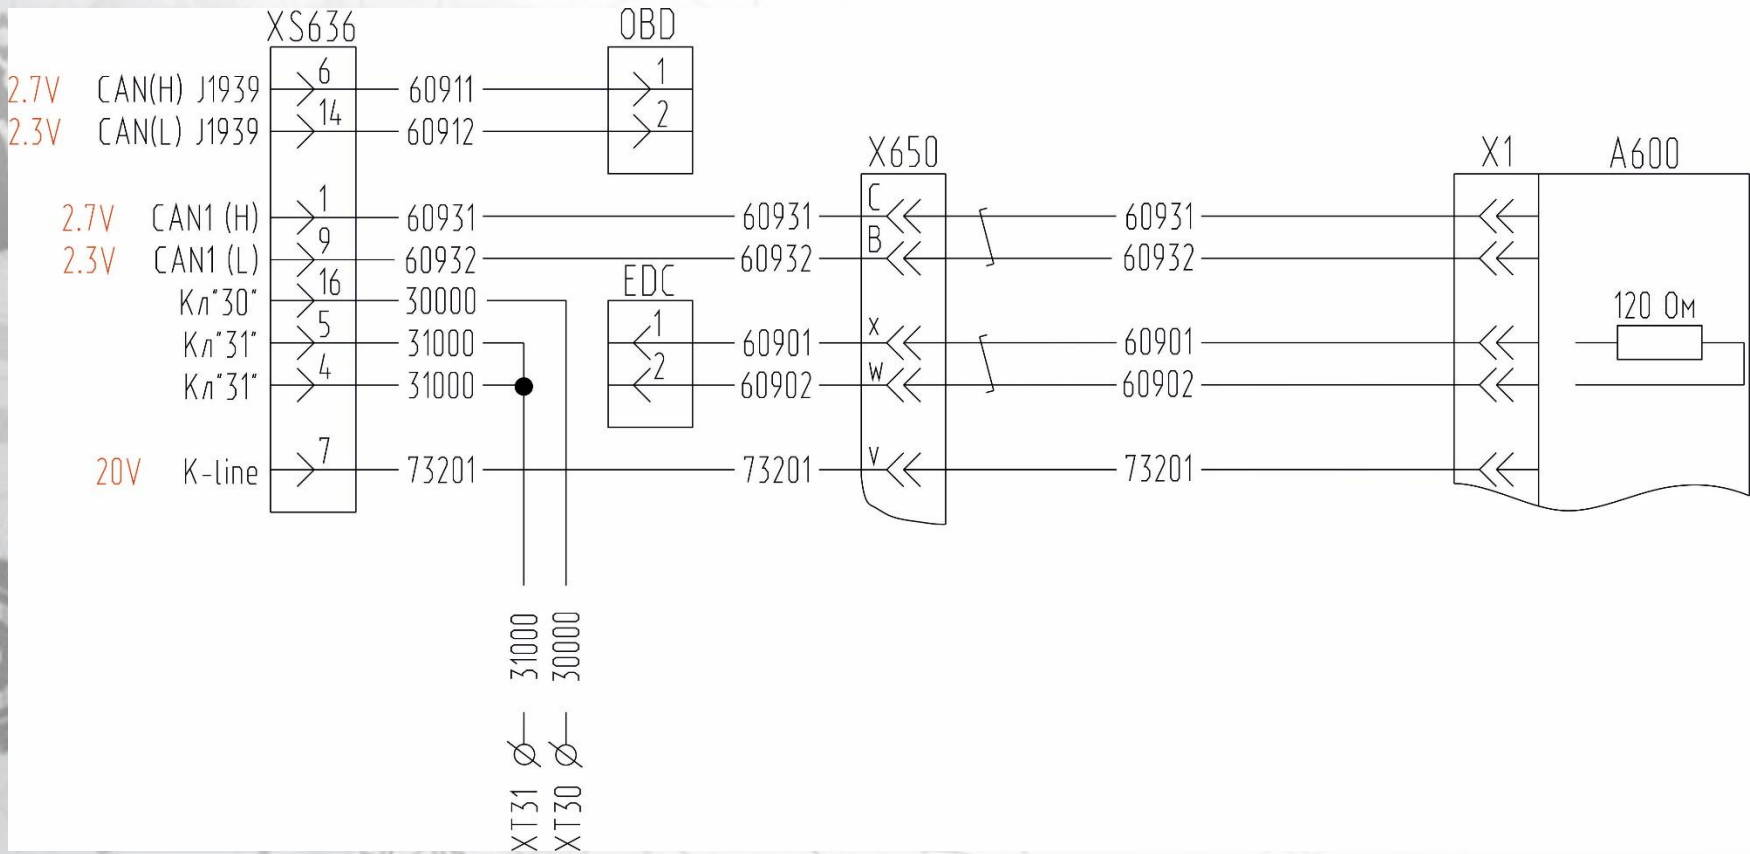 XS636 OBD
2.7V CAN(H) J1939 6 60911 1
2.3V CAN(L) J1939 14 60912 2
X650 X1 A600
2.7V CAN1 (H) 1 60931 60931 C 60931
2.3V CAN1 (L) 9 60932 60932 B 60932
EDC
Кл"30" 16 30000 120 Ом
Кл"31" 5 31000 1 60901 X 60901
Кл"31" 4 31000 2 60902 W 60902
20V K-line 7 73201 73201 V 73201
31000 30000
XT31 XT30